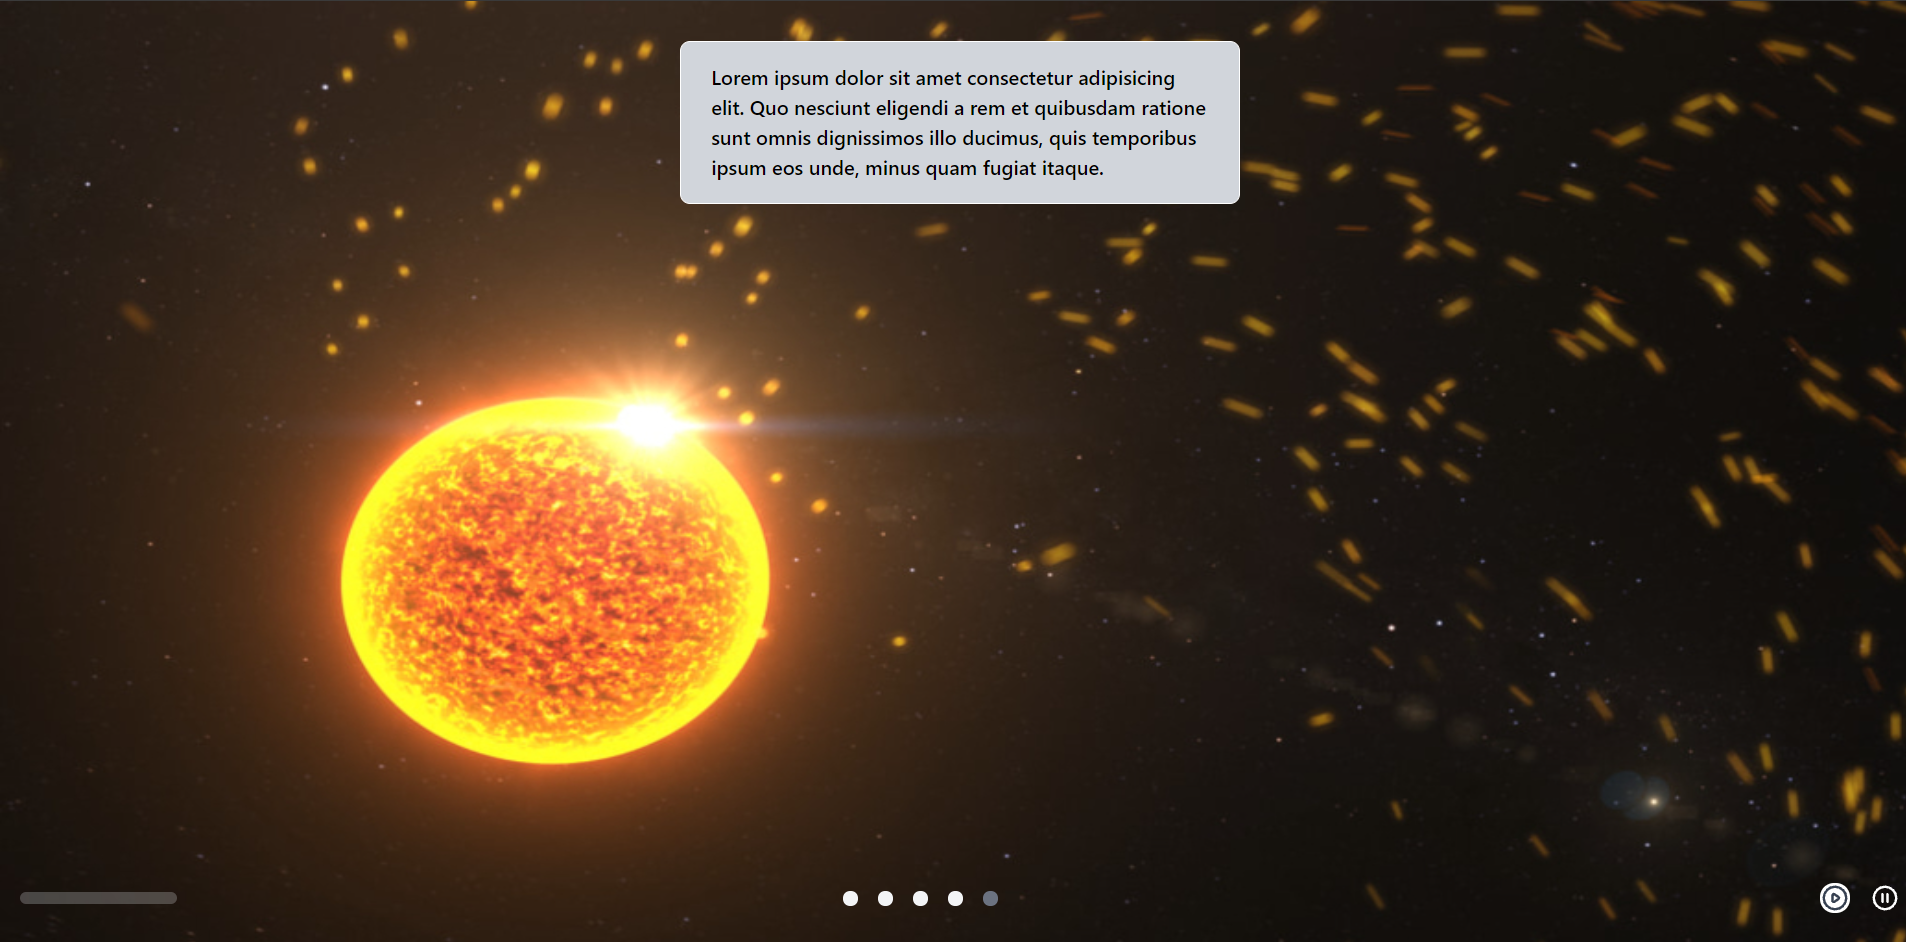 Lorem ipsum dolor sit amet consectetur adipisicing
elit. Quo nesciunt eligendi a rem et quibusdam ratione
sunt omnis dignissimos illo ducimus, quis temporibus
ipsum eos unde, minus quam fugiat itaque.